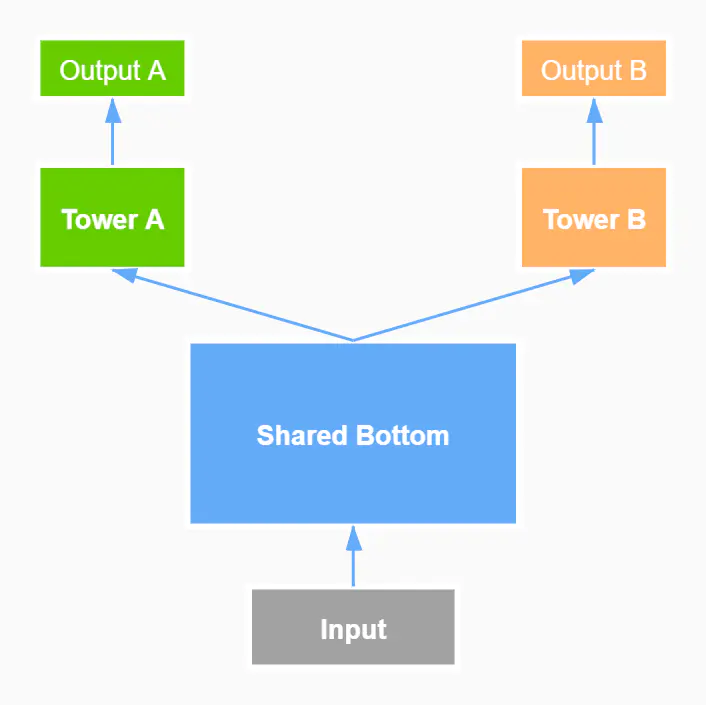 Output A
Output B
Tower A
Tower B
Shared Bottom
Input